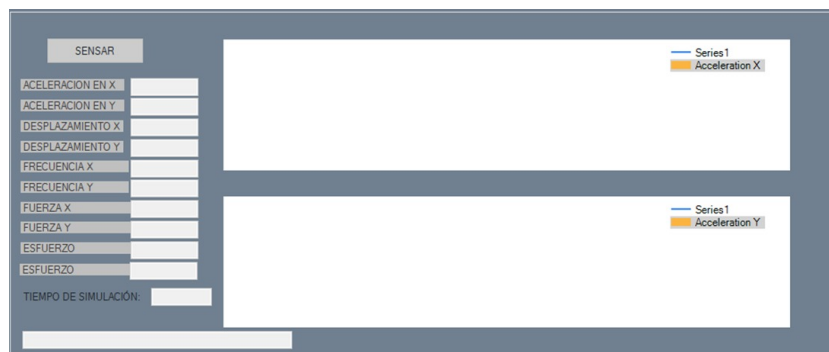 SENSAR
ACELERACION EN X
ACELERACION EN Y
DESPLAZAMIENTO X
DESPLAZAMIENTO Y
FRECUENCIA X
FRECUENCIA Y
FUERZA X
FUERZA Y
ESFUERZO
ESFUERZO
TIEMPO DE SIMULACIÓN:
Series1
Acceleration X
Series1
Acceleration Y